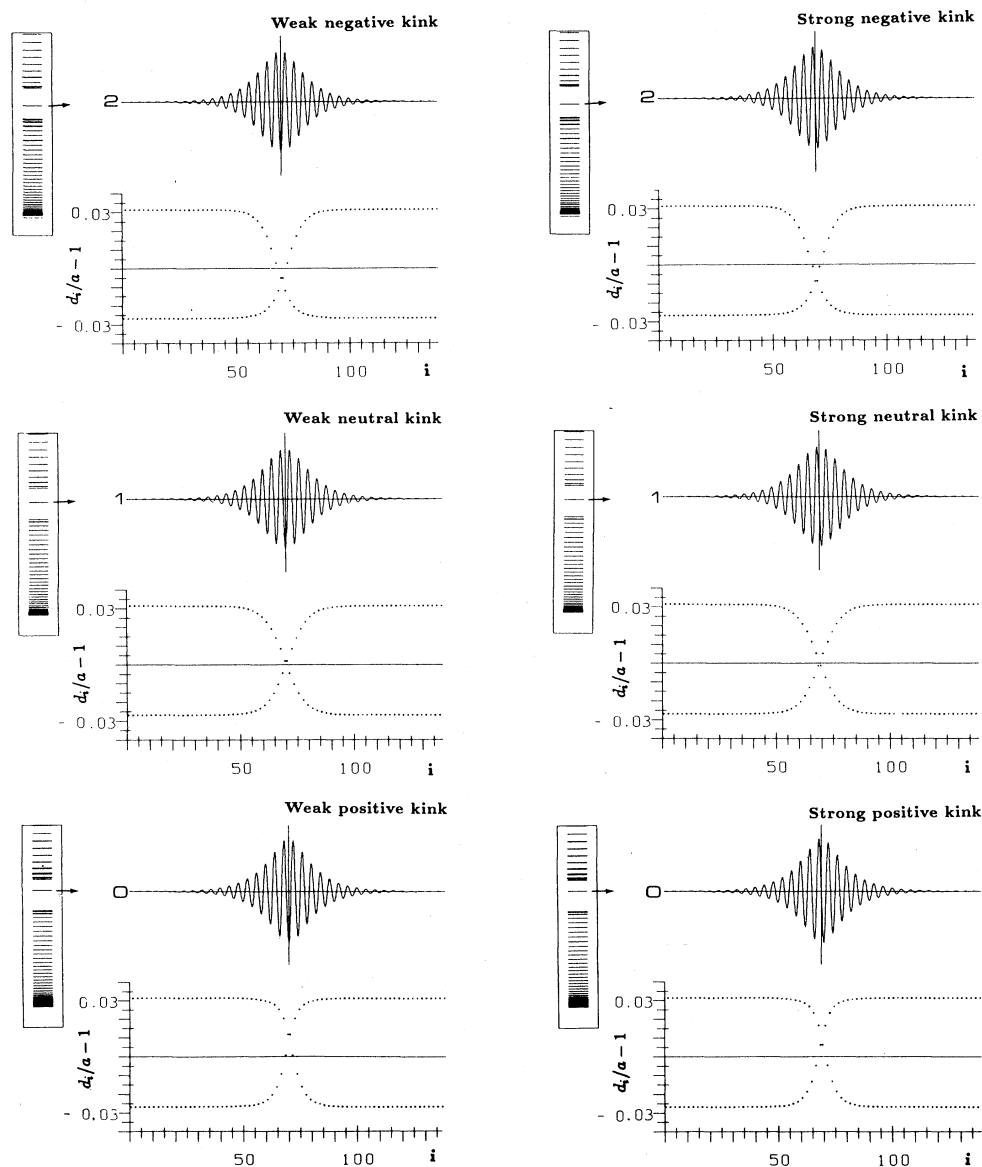 Weak negative kink
2
0.03
d_i/a − 1
- 0.03
50 100 i
Strong negative kink
2
0.03
d_i/a − 1
- 0.03
50 100 i
Weak neutral kink
1
0.03
d_i/a − 1
- 0.03
50 100 i
Strong neutral kink
1
0.03
d_i/a − 1
- 0.03
50 100 i
Weak positive kink
0
0.03
d_i/a − 1
- 0.03
50 100 i
Strong positive kink
0
0.03
d_i/a − 1
- 0.03
50 100 i